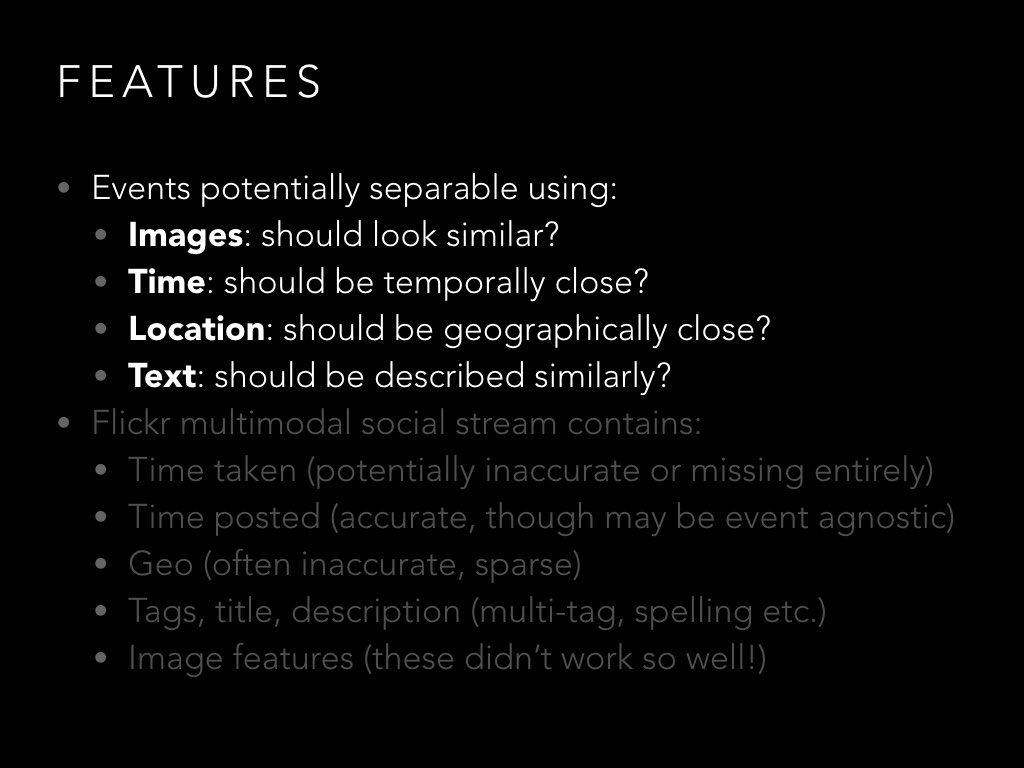 FEATURES
• Events potentially separable using:
• Images: should look similar?
• Time: should be temporally close?
• Location: should be geographically close?
• Text: should be described similarly?
• Flickr multimodal social stream contains:
• Time taken (potentially inaccurate or missing entirely)
• Time posted (accurate, though may be event agnostic)
• Geo (often inaccurate, sparse)
• Tags, title, description (multi-tag, spelling etc.)
• Image features (these didn’t work so well!)